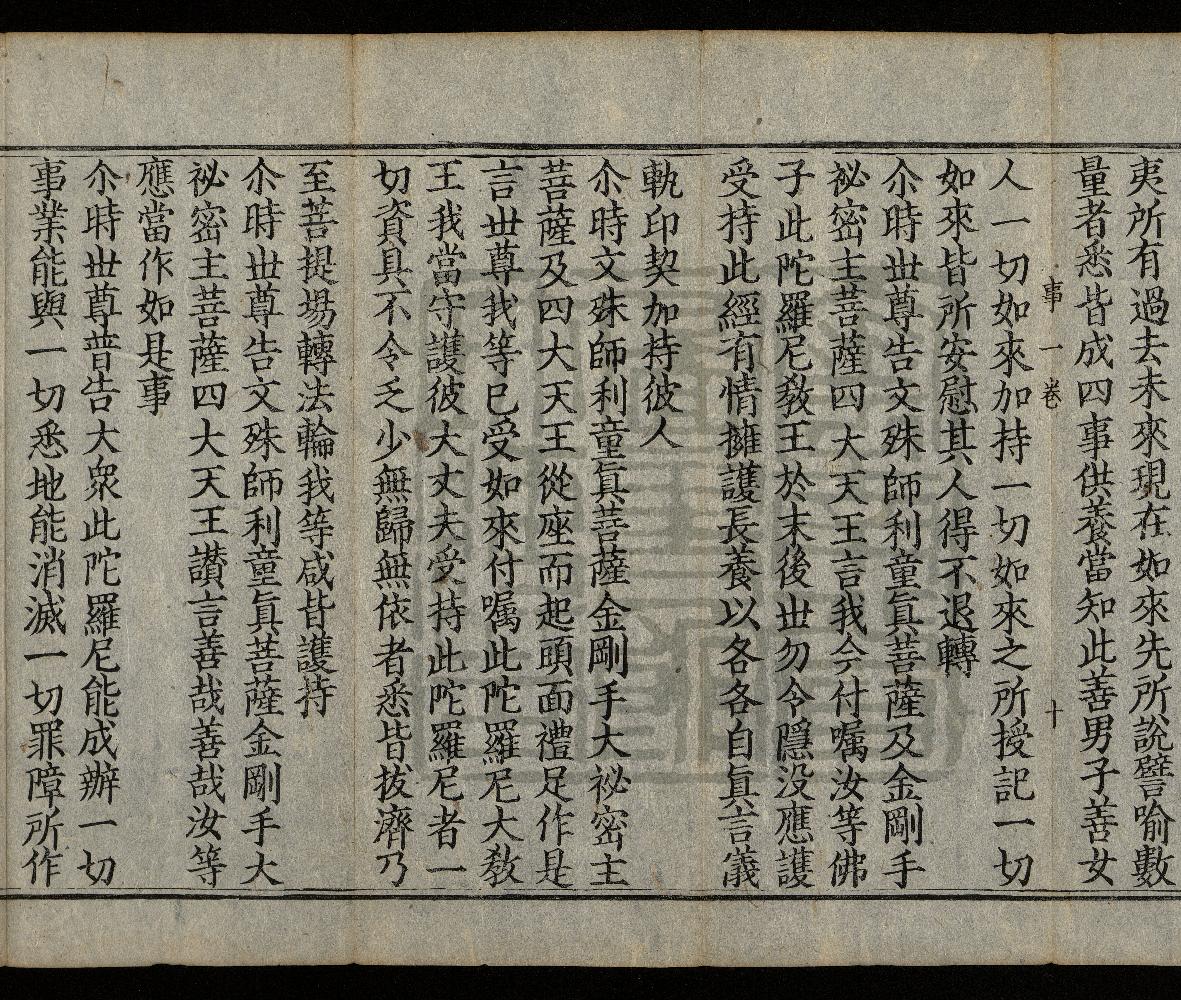 夷所有過去未來現在如來先所說譬喻數
量者悉皆成四事供養當知此善男子善女
事 一卷 十
人一切如來加持一切如來之所授記一切
如來皆所安慰其人得不退轉
尒時世尊告文殊師利童眞菩薩及金剛手
祕密主菩薩四大天王言我今付囑汝等佛
子此陀羅尼教王於末後世勿令隱没應護
受持此經有情擁護長養以各各自眞言儀
軌印契加持彼人
尒時文殊師利童眞菩薩金剛手大祕密主
菩薩及四大天王從座而起頭面禮足作是
言世尊我等已受如來付囑此陀羅尼大教
王我當守護彼大丈夫受持此陀羅尼者一
切資具不令乏少無歸無依者悉皆拔濟乃
至菩提場轉法輪我等咸皆護持
尒時世尊告文殊師利童眞菩薩金剛手大
祕密主菩薩四大天王讚言善哉善哉汝等
應當作如是事
尒時世尊普告大衆此陀羅尼能成辦一切
事業能與一切悉地能消滅一切罪障所作